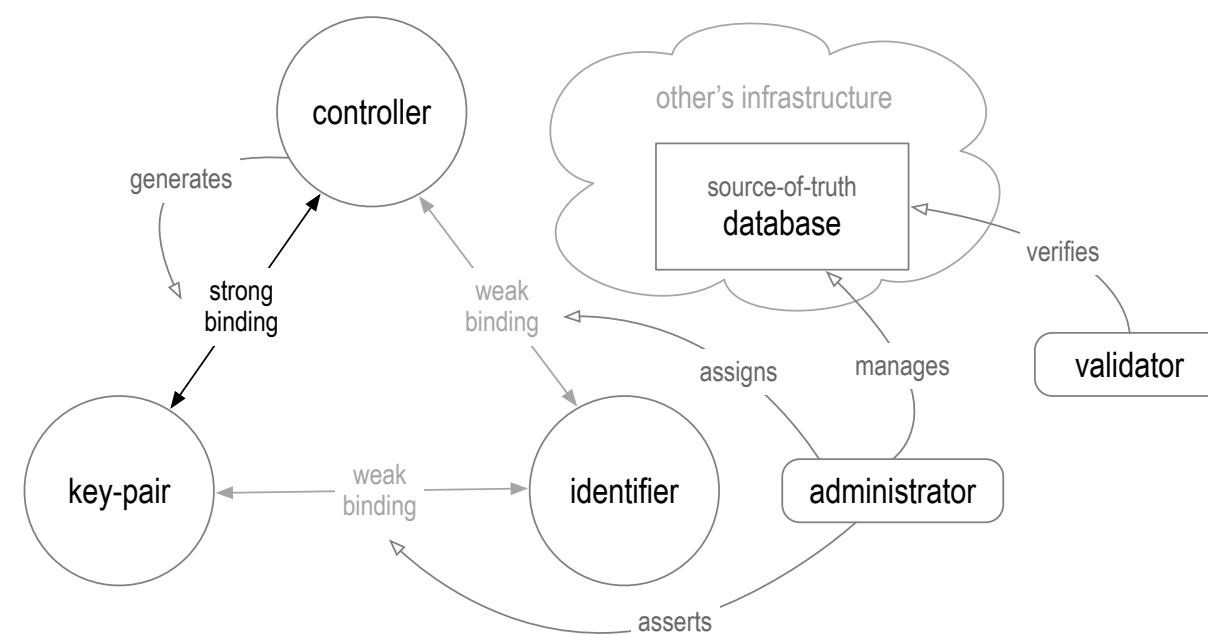 controller
other's infrastructure
generates
source-of-truth
database
verifies
strong
binding
weak
binding
assigns
manages
validator
key-pair
weak
binding
identifier
administrator
asserts